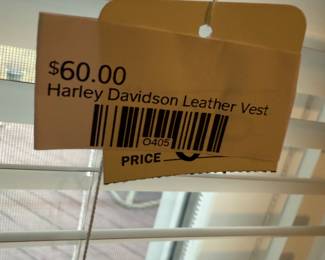 $60.00
Harley Davidson Leather Vest
0405
PRICE